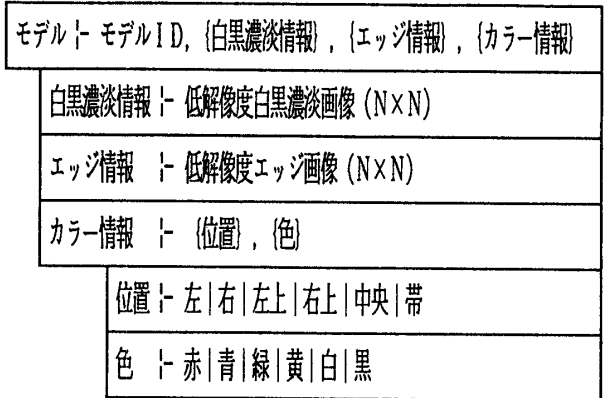 モデル ¦- モデルID, {白黒濃淡情報} , {エッジ情報} , {カラー情報}
白黒濃淡情報 ¦- 低解像度白黒濃淡画像 (N×N)
エッジ情報 ¦- 低解像度エッジ画像 (N×N)
カラー情報 ¦- {位置} , {色}
位置 ¦- 左|右|左上|右上|中央|帯
色 ¦- 赤|青|緑|黄|白|黒